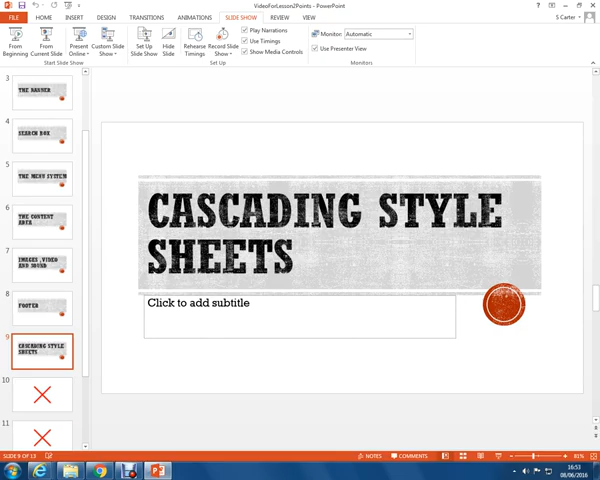 VideoForLesson2Points - PowerPoint
S Carter
FILE HOME INSERT DESIGN TRANSITIONS ANIMATIONS SLIDE SHOW REVIEW VIEW
From Beginning
From Current Slide
Present Online
Custom Slide Show
Set Up Slide Show
Hide Slide
Rehearse Timings
Record Slide Show
Play Narrations
Use Timings
Show Media Controls
Monitor: Automatic
Use Presenter View
Start Slide Show
Set Up
Monitors
3
THE BANNER
4
SEARCH BOX
5
THE MENU SYSTEM
6
THE CONTENT
AREA
7
IMAGES, VIDEO
AND SOUND
8
FOOTER
9
CASCADING STYLE
SHEETS
10
11
CASCADING STYLE
SHEETS
Click to add subtitle
SLIDE 9 OF 13
NOTES
COMMENTS
81%
16:53
08/06/2016